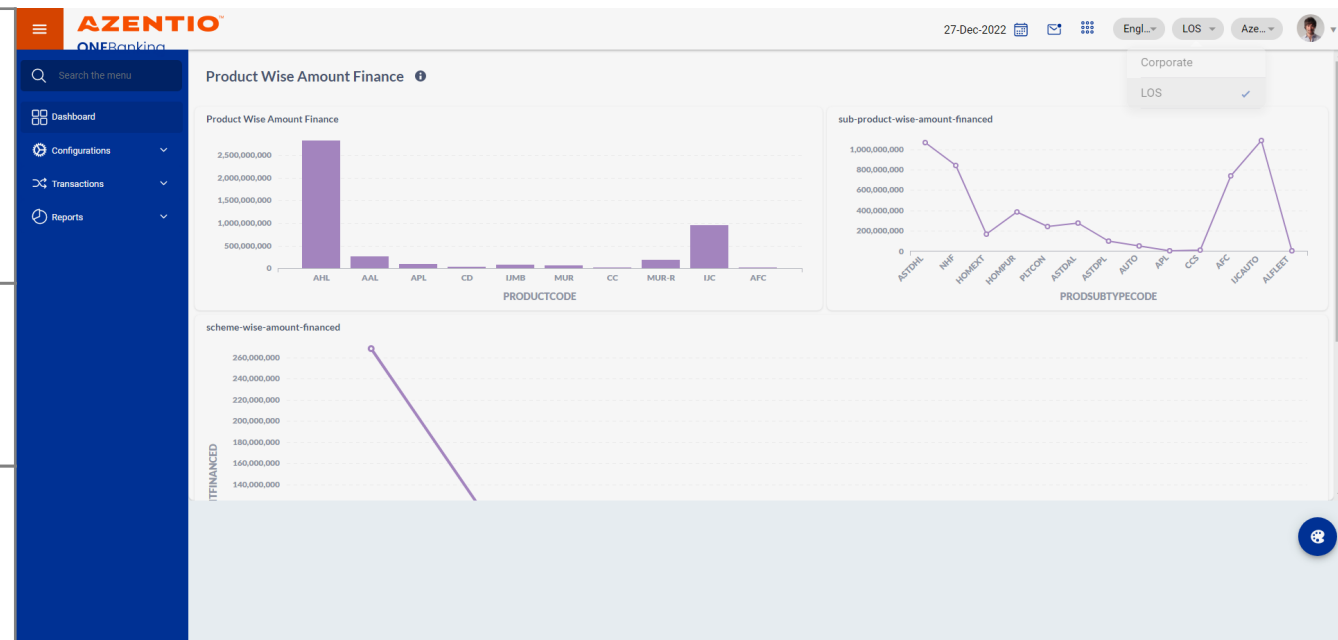 AZENTIO
ONEBanking
27-Dec-2022
Engl...
LOS
Aze...
Corporate
LOS
Search the menu
Dashboard
Configurations
Transactions
Reports
Product Wise Amount Finance
Product Wise Amount Finance
2,500,000,000
2,000,000,000
1,500,000,000
1,000,000,000
500,000,000
0
AHL AAL APL CD IJMB MUR CC MUR-R IJC AFC
PRODUCTCODE
sub-product-wise-amount-financed
1,000,000,000
800,000,000
600,000,000
400,000,000
200,000,000
0
ASTDHL NHF HOMEXT HOMPUR PLTCON ASTDAL ASTDPL AUTO APL CCS AFC IJCAUTO ALFLEET
PRODSUBTYPECODE
scheme-wise-amount-financed
260,000,000
240,000,000
220,000,000
200,000,000
180,000,000
160,000,000
140,000,000
TFINANCED